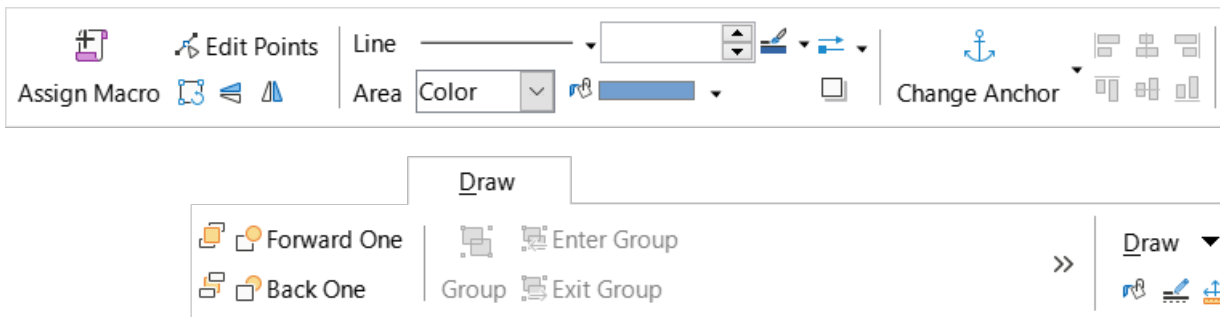 Edit Points Line
Assign Macro Area Color Change Anchor
Draw
Forward One Enter Group Draw
Back One Group Exit Group